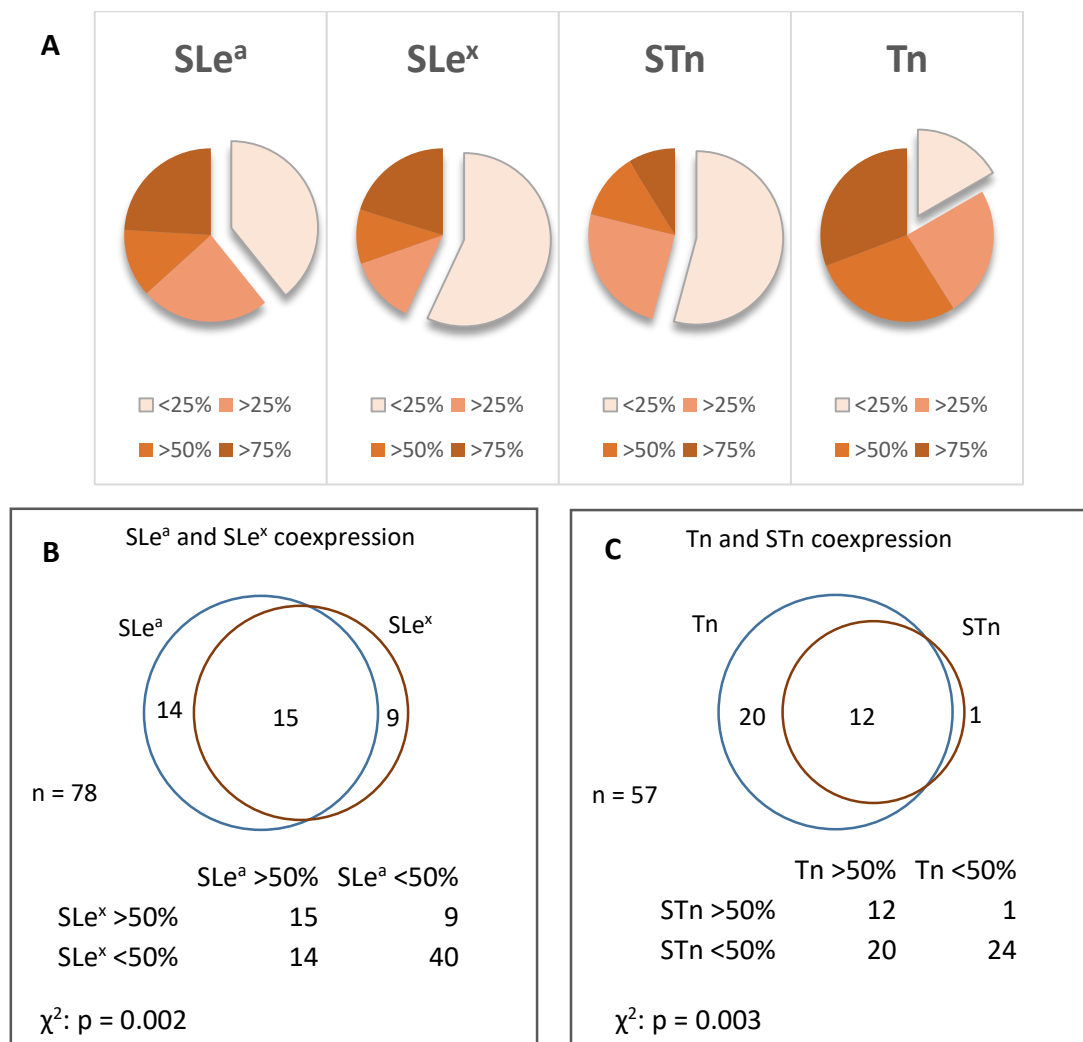 A
SLeᵃ
SLeˣ
STn
Tn
<25% >25%
>50% >75%
<25% >25%
>50% >75%
<25% >25%
>50% >75%
<25% >25%
>50% >75%
B
SLeᵃ and SLeˣ coexpression
SLeᵃ
SLeˣ
14
15
9
n = 78
SLeᵃ >50% SLeᵃ <50%
SLeˣ >50% 15 9
SLeˣ <50% 14 40
χ²: p = 0.002
C
Tn and STn coexpression
Tn
STn
20
12
1
n = 57
Tn >50% Tn <50%
STn >50% 12 1
STn <50% 20 24
χ²: p = 0.003